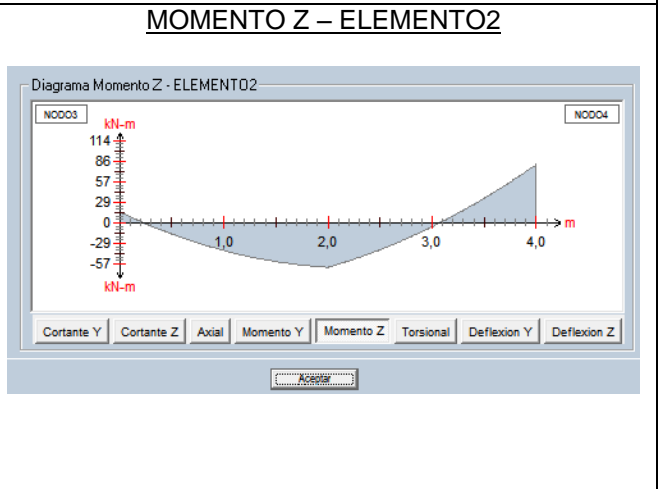 MOMENTO Z – ELEMENTO2
Diagrama Momento Z - ELEMENTO2
NODO3
NODO4
kN-m
114
86
57
29
0
-29
-57
kN-m
1,0 2,0 3,0 4,0
m
Cortante Y Cortante Z Axial Momento Y Momento Z Torsional Deflexion Y Deflexion Z
Aceptar